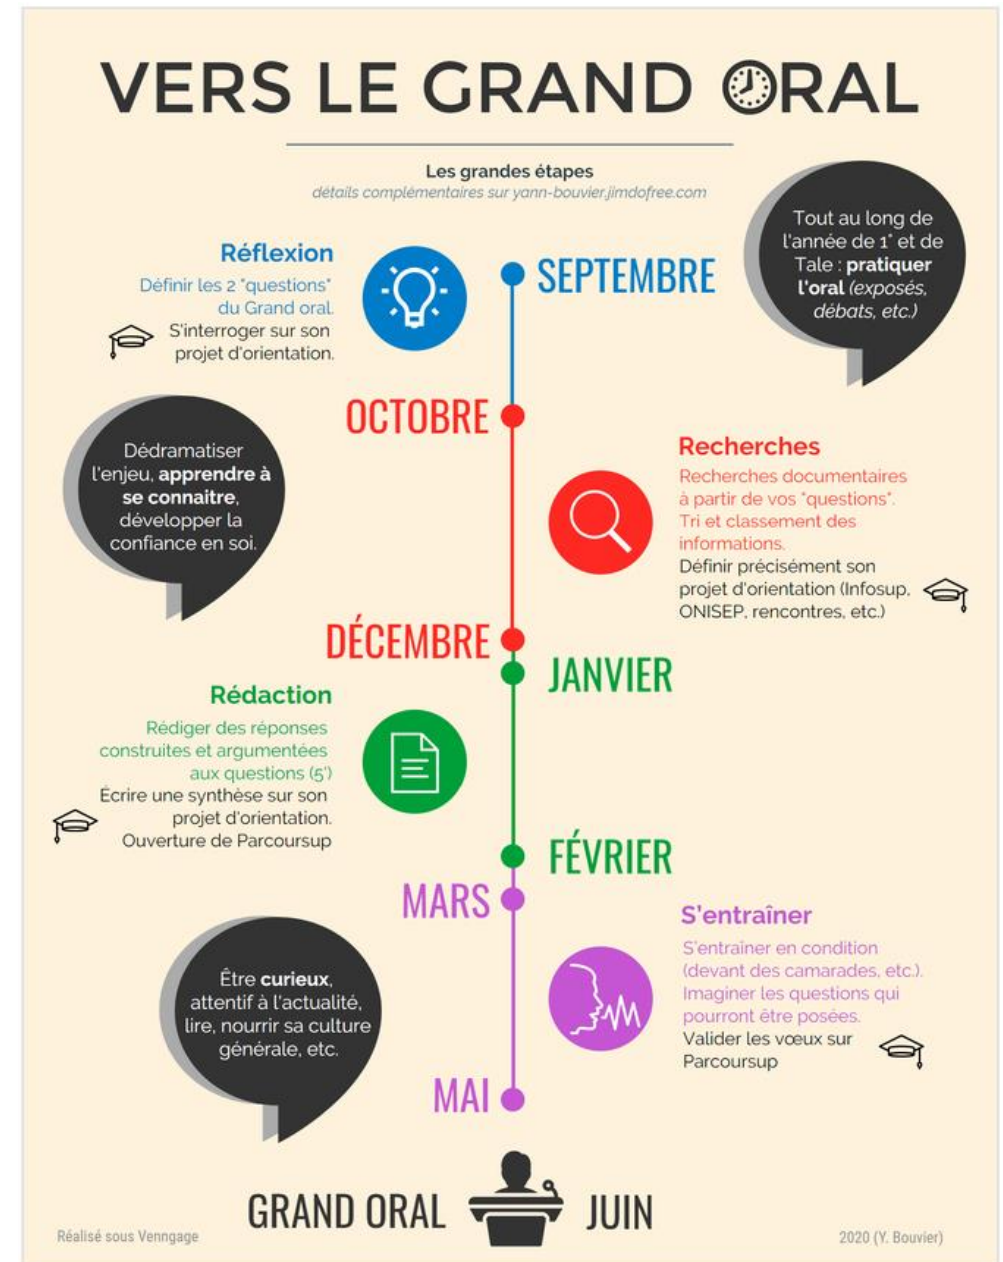 VERS LE GRAND ORAL
Les grandes étapes
détails complémentaires sur yann-bouvier.jimdofree.com
Tout au long de
l'année de 1° et de
Tale : pratiquer
l'oral (exposés,
débats, etc.)
Réflexion
Définir les 2 "questions"
du Grand oral.
S'interroger sur son
projet d'orientation.
SEPTEMBRE
OCTOBRE
Dédramatiser
l'enjeu, apprendre à
se connaitre,
développer la
confiance en soi.
Recherches
Recherches documentaires
à partir de vos "questions".
Tri et classement des
informations.
Définir précisément son
projet d'orientation (Infosup,
ONISEP, rencontres, etc.)
DÉCEMBRE
JANVIER
Rédaction
Rédiger des réponses
construites et argumentées
aux questions (5')
Écrire une synthèse sur son
projet d'orientation.
Ouverture de Parcoursup
FÉVRIER
MARS
S'entraîner
S'entraîner en condition
(devant des camarades, etc.).
Imaginer les questions qui
pourront être posées.
Valider les vœux sur
Parcoursup
Être curieux,
attentif à l'actualité,
lire, nourrir sa culture
générale, etc.
MAI
GRAND ORAL JUIN
Réalisé sous Venngage
2020 (Y. Bouvier)